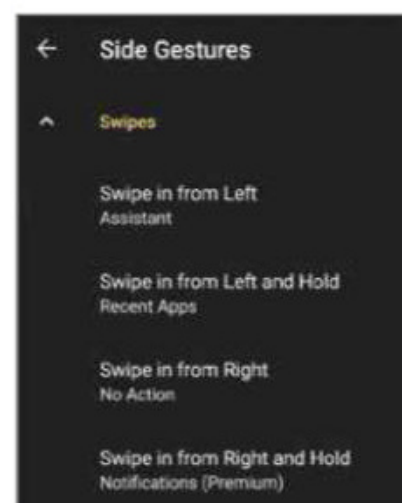 Side Gestures
Swipes
Swipe in from Left
Assistant
Swipe in from Left and Hold
Recent Apps
Swipe in from Right
No Action
Swipe in from Right and Hold
Notifications (Premium)